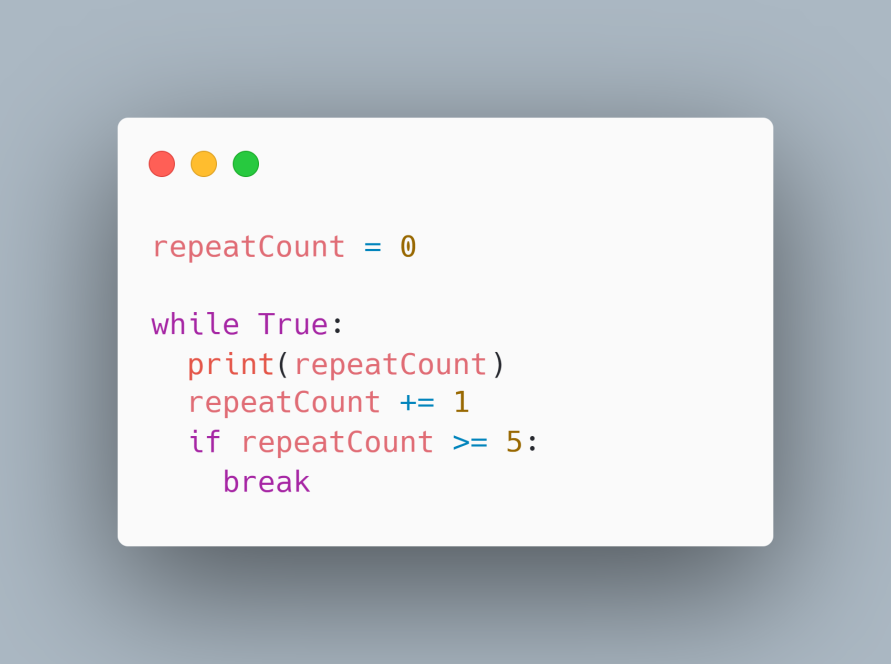 repeatCount = 0

while True:
  print(repeatCount)
  repeatCount += 1
  if repeatCount >= 5:
    break